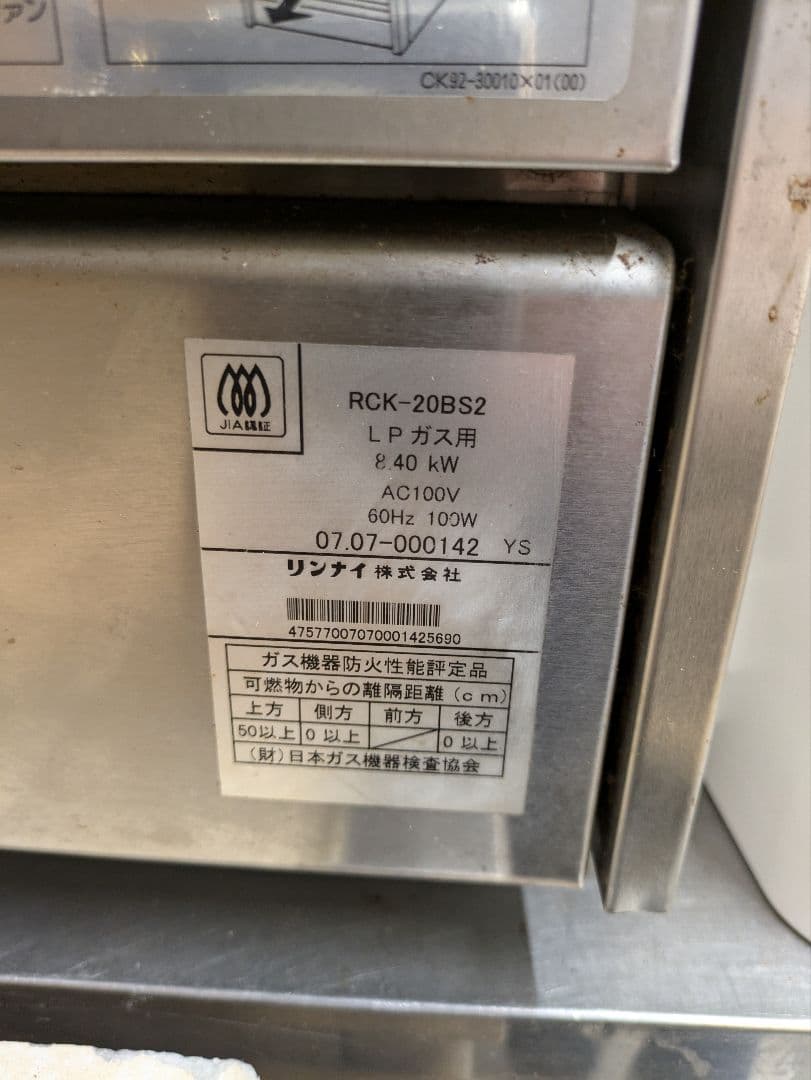 ァン
CK92-30010×01(00)
JIA認証
RCK-20BS2
LPガス用
8.40 kW
AC100V
60Hz 100W
07.07-000142 YS
リンナイ株式会社
47577007070001425690
ガス機器防火性能評定品
可燃物からの離隔距離(cm)
上方 側方 前方 後方
50以上 0以上 0以上
(財)日本ガス機器検査協会